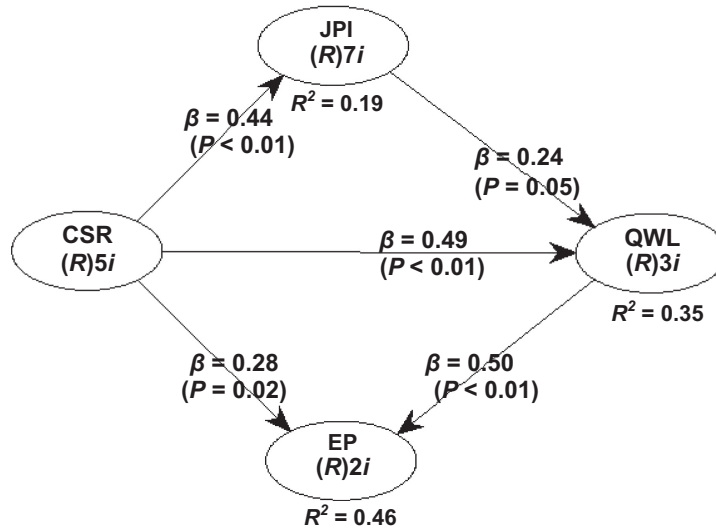 JPI
(R)7i
R² = 0.19
β = 0.44
(P < 0.01)
β = 0.24
(P = 0.05)
CSR
(R)5i
β = 0.49
(P < 0.01)
QWL
(R)3i
R² = 0.35
β = 0.28
(P = 0.02)
β = 0.50
(P < 0.01)
EP
(R)2i
R² = 0.46